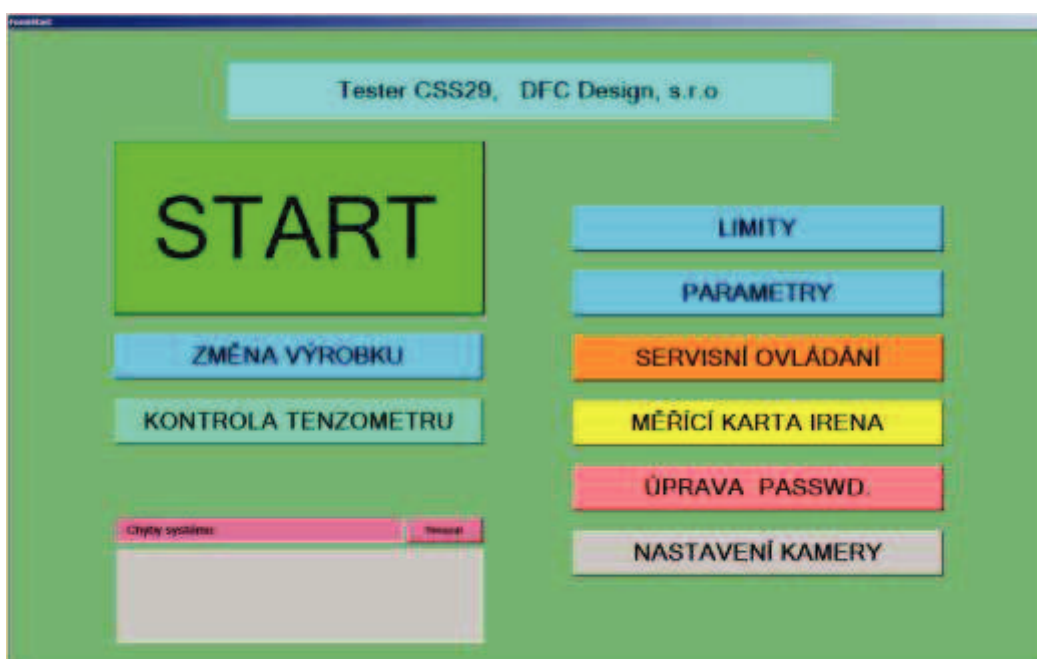 Tester CSS29, DFC Design, s.r.o
START
ZMĚNA VÝROBKU
KONTROLA TENZOMETRU
LIMITY
PARAMETRY
SERVISNÍ OVLÁDÁNÍ
MĚŘÍCÍ KARTA IRENA
ÚPRAVA PASSWD.
NASTAVENÍ KAMERY
Chyby systému